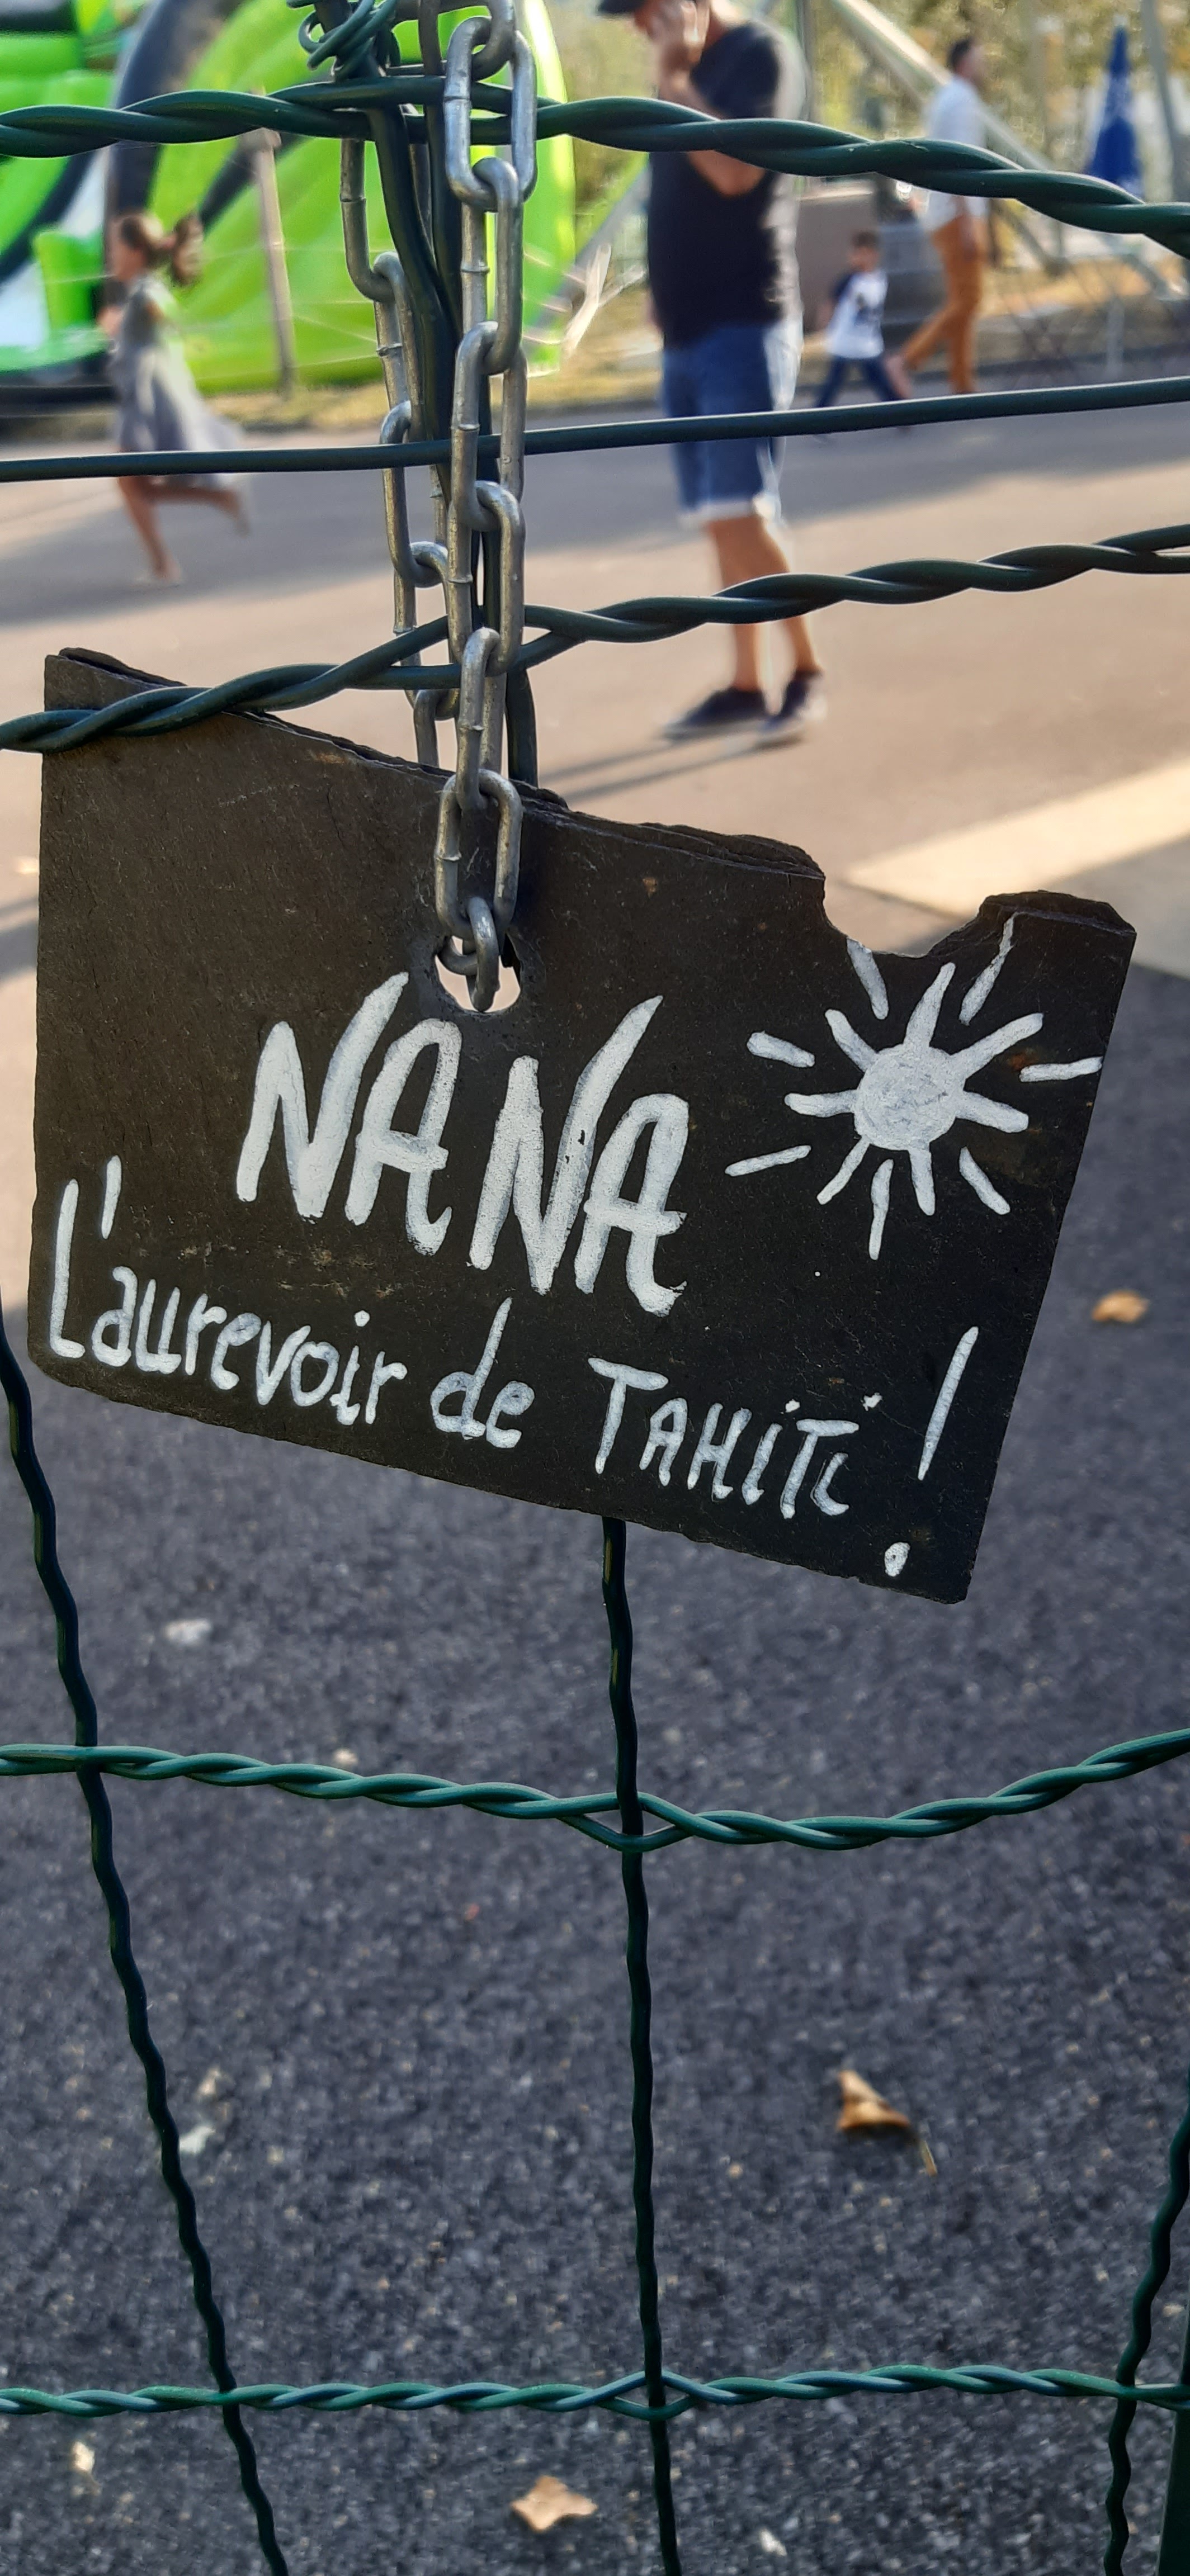 NANA
L'aurevoir de TAHITI !